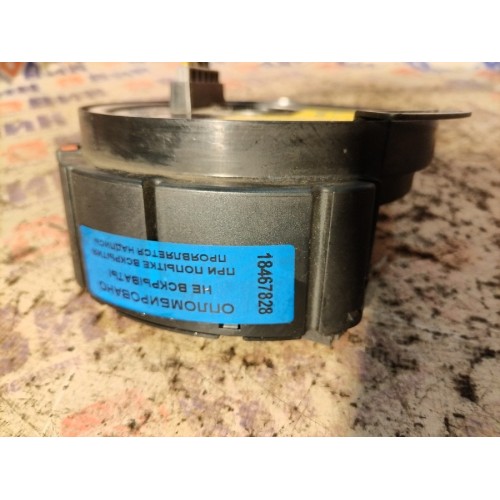 ОПЛОМБИРОВАНО
НЕ ВСКРЫВАТЬ!
ПРИ ПОПЫТКЕ ВСКРЫТИЯ
ПРОЯВЛЯЕТСЯ НАДПИСЬ
18467828